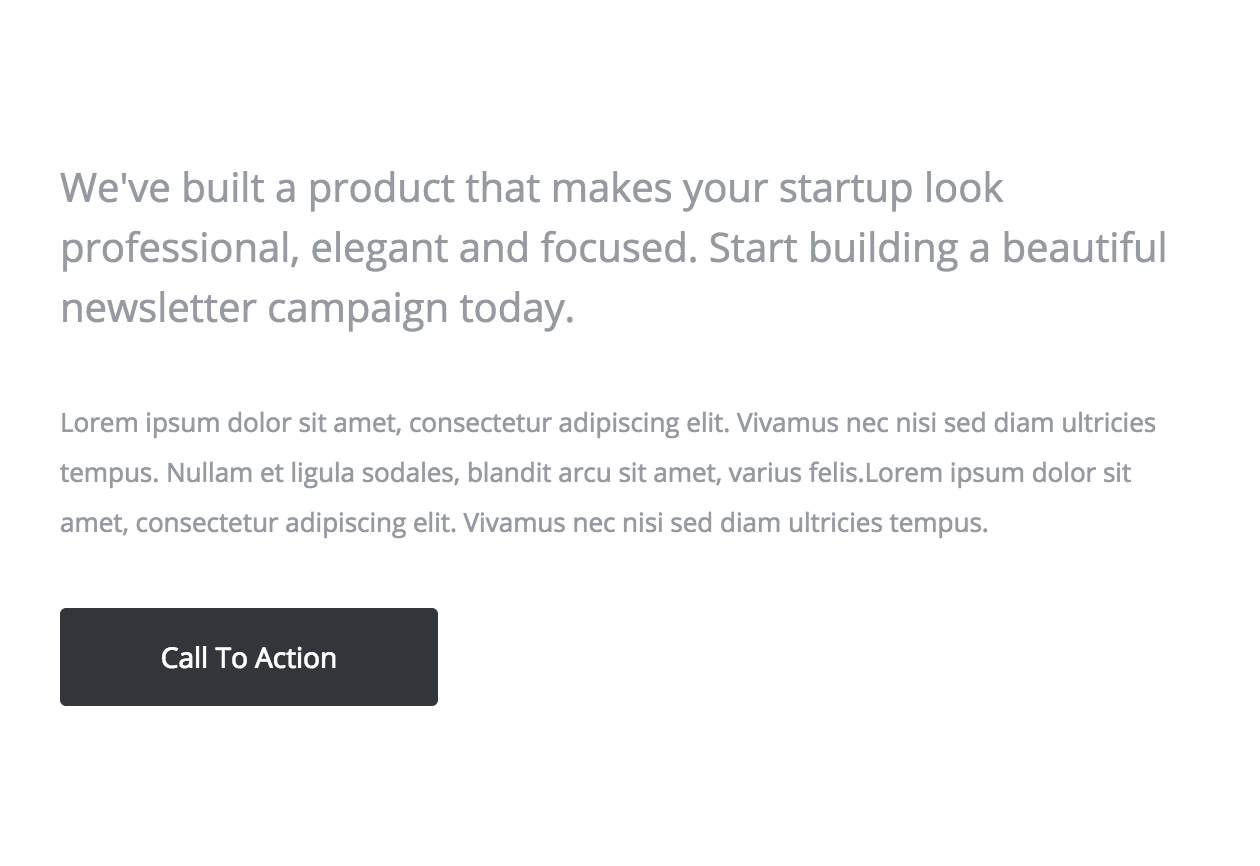 We've built a product that makes your startup look
professional, elegant and focused. Start building a beautiful
newsletter campaign today.
Lorem ipsum dolor sit amet, consectetur adipiscing elit. Vivamus nec nisi sed diam ultricies
tempus. Nullam et ligula sodales, blandit arcu sit amet, varius felis.Lorem ipsum dolor sit
amet, consectetur adipiscing elit. Vivamus nec nisi sed diam ultricies tempus.
Call To Action